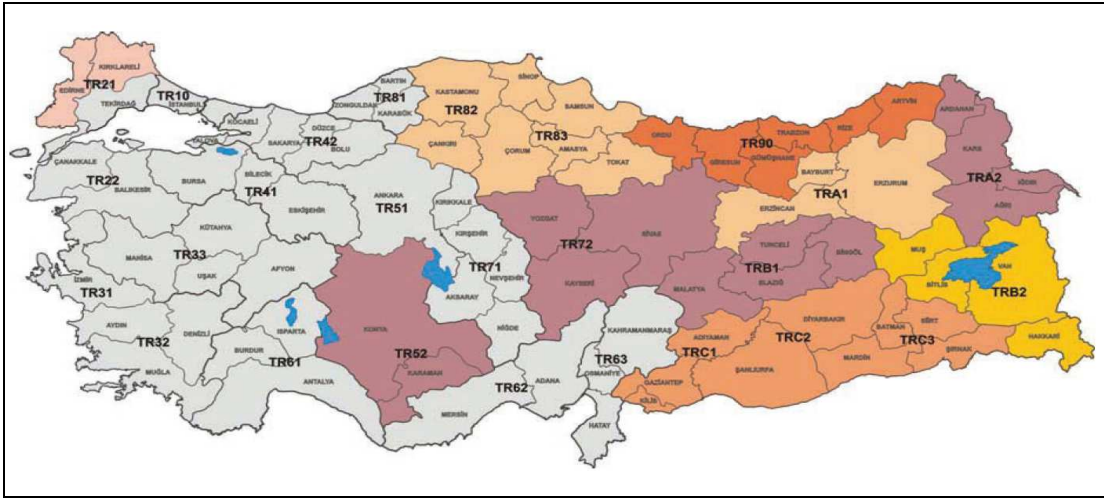 KIRKLARELİ
EDİRNE
TR21
TEKİRDAĞ
TR10
İSTANBUL
KOCAELİ
YALOVA
SAKARYA
DÜZCE
TR42
BOLU
BARTIN
ZONGULDAK
TR81
KARABÜK
KASTAMONU
TR82
ÇANKIRI
SİNOP
SAMSUN
TR83
ÇORUM
AMASYA
TOKAT
ORDU
GİRESUN
TR90
TRABZON
GÜMÜŞHANE
RİZE
ARTVİN
ARDAHAN
KARS
TRA2
IĞDIR
AĞRI
BAYBURT
TRA1
ERZURUM
ERZİNCAN
ÇANAKKALE
TR22
BALIKESİR
BURSA
BİLECİK
TR41
ESKİŞEHİR
ANKARA
TR51
KIRIKKALE
KIRŞEHİR
TR71
NEVŞEHİR
AKSARAY
NİĞDE
YOZGAT
TR72
SİVAS
KAYSERİ
TUNCELİ
BİNGÖL
TRB1
ELAZIĞ
MALATYA
MUŞ
BİTLİS
VAN
TRB2
HAKKARİ
KÜTAHYA
TR33
MANİSA
UŞAK
AFYON
İZMİR
TR31
AYDIN
TR32
DENİZLİ
MUĞLA
ISPARTA
BURDUR
TR61
ANTALYA
KONYA
TR52
KARAMAN
MERSİN
TR62
ADANA
KAHRAMANMARAŞ
TR63
OSMANİYE
HATAY
ADIYAMAN
TRC1
GAZİANTEP
KİLİS
DİYARBAKIR
TRC2
ŞANLIURFA
MARDİN
BATMAN
SİİRT
TRC3
ŞIRNAK